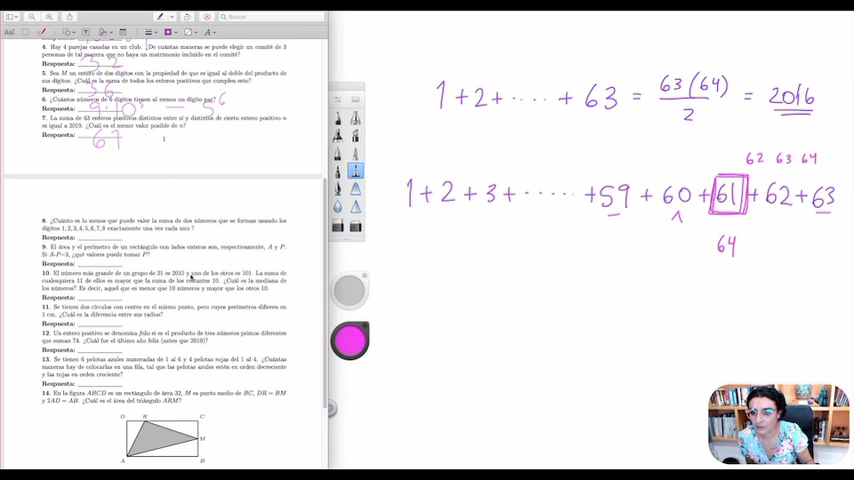 Buscar
Aa
4. Hay 4 parejas casadas en un club. ¿De cuántas maneras se puede elegir un comité de 3
personas de tal manera que no haya un matrimonio incluido en el comité?
Respuesta: 32
5. Sea M un entero de dos dígitos con la propiedad de que es igual al doble del producto de
sus dígitos. ¿Cuál es la suma de todos los enteros positivos que cumplen esto?
Respuesta: 36
6. ¿Cuántos números de 6 dígitos tienen al menos un dígito par?
Respuesta: 9·10⁵ − 5⁶
7. La suma de 63 enteros positivos distintos entre sí y distintos de cierto entero positivo n
es igual a 2019. ¿Cuál es el menor valor posible de n?
Respuesta: 67
1
8. ¿Cuánto es lo menos que puede valer la suma de dos números que se forman usando los
dígitos 1,2,3,4,5,6,7,8 exactamente una vez cada uno ?
Respuesta:
9. El área y el perímetro de un rectángulo con lados enteros son, respectivamente, A y P.
Si A-P=3, ¿qué valores puede tomar P?
Respuesta:
10. El número más grande de un grupo de 21 es 2015 y uno de los otros es 101. La suma de
cualesquiera 11 de ellos es mayor que la suma de los restantes 10. ¿Cuál es la mediana de
los números? Es decir, aquel que es menor que 10 números y mayor que los otros 10.
Respuesta:
11. Se tienen dos círculos con centro en el mismo punto, pero cuyos perímetros difieren en
1 cm. ¿Cuál es la diferencia entre sus radios?
Respuesta:
12. Un entero positivo se denomina feliz si es el producto de tres números primos diferentes
que suman 74. ¿Cuál fue el último año feliz (antes que 2019)?
Respuesta:
13. Se tienen 6 pelotas azules numeradas de 1 al 6 y 4 pelotas rojas del 1 al 4. ¿Cuántas
maneras hay de colocarlas en una fila, tal que las pelotas azules estén en orden decreciente
y las rojas en orden creciente?
Respuesta:
14. En la figura ABCD es un rectángulo de área 32, M es punto medio de BC, DR = BM
y 2AD = AB. ¿Cuál es el área del triángulo ARM?
D R C
M
A B
1 + 2 + ····· + 63 = 63(64)/2 = 2016
62 63 64
1 + 2 + 3 + ······ + 59 + 60 + 61 + 62 + 63
64